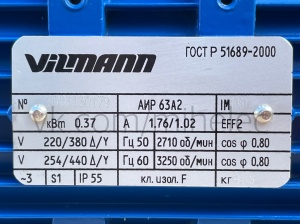 VILMANN ГОСТ Р 51689-2000
N° АИР 63А2 IM
кВт 0.37 А 1.76/1.02 EFF2
V 220/380 Δ/Y Гц 50 2710 об/мин cos φ 0.80
V 254/440 Δ/Y Гц 60 3250 об/мин cos φ 0.80
~3 S1 IP 55 кл. изол. F кг